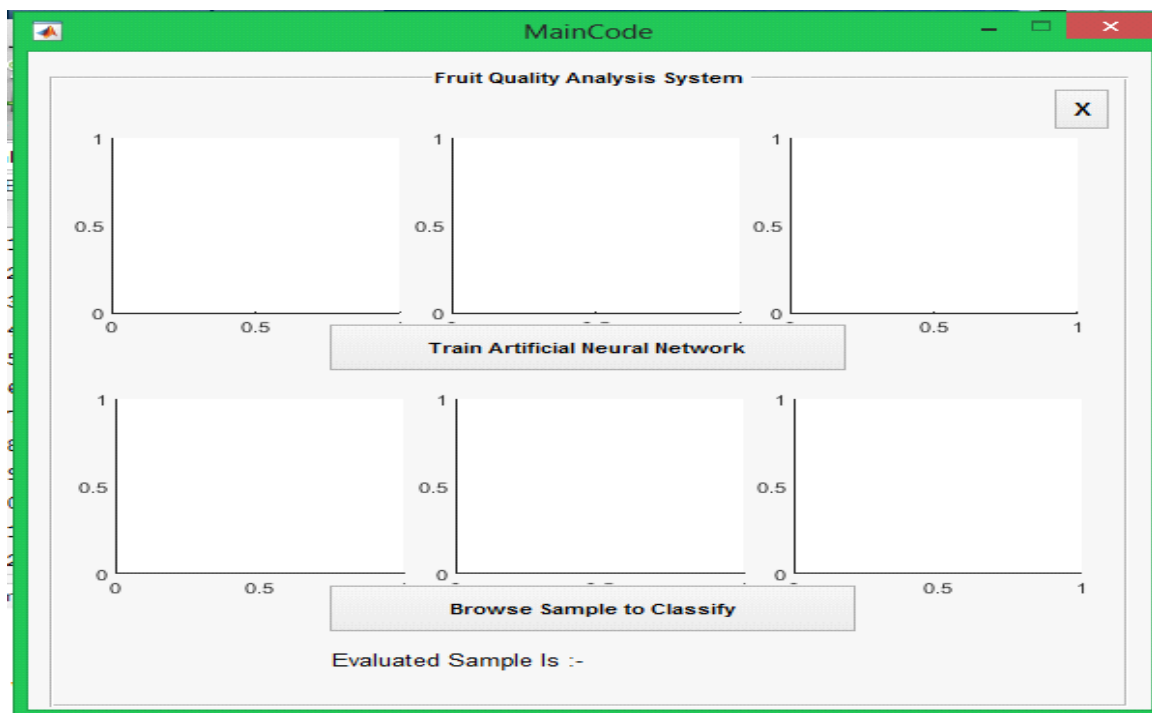 MainCode
Fruit Quality Analysis System
X
1 1 1
0.5 0.5 0.5
0 0 0
0 0.5 0.5 1
Train Artificial Neural Network
1 1 1
0.5 0.5 0.5
0 0 0
0 0.5 0.5 1
Browse Sample to Classify
Evaluated Sample Is :-